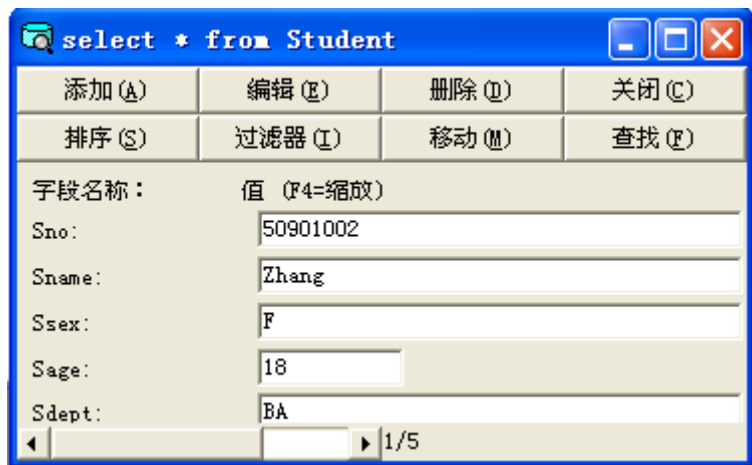 select * from Student
添加(A) 编辑(E) 删除(D) 关闭(C)
排序(S) 过滤器(I) 移动(M) 查找(F)
字段名称： 值 (F4=缩放)
Sno: 50901002
Sname: Zhang
Ssex: F
Sage: 18
Sdept: BA
1/5